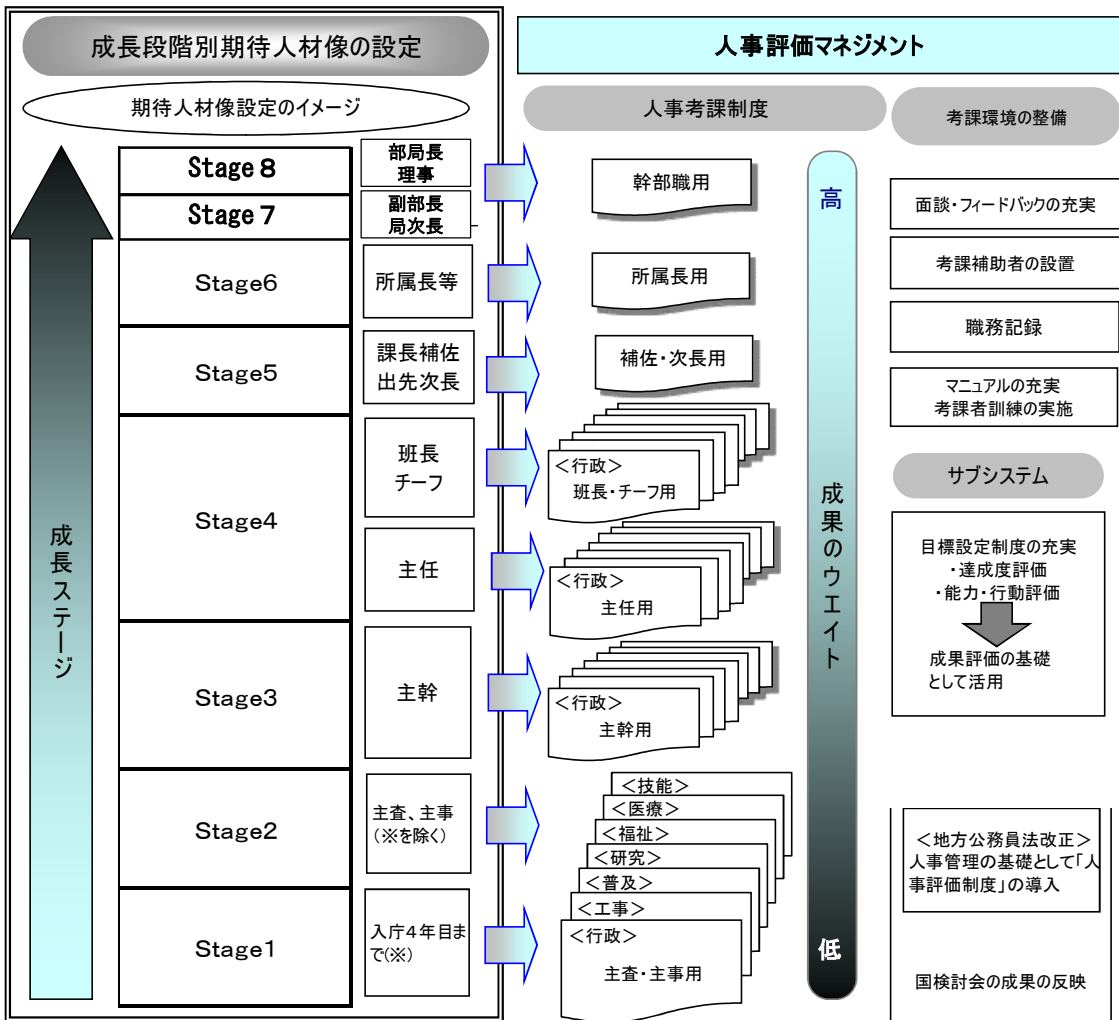 成長段階別期待人材像の設定
期待人材像設定のイメージ
成長ステージ
Stage 8
部局長
理事
Stage 7
副部長
局次長
Stage6
所属長等
Stage5
課長補佐
出先次長
Stage4
班長
チーフ
主任
Stage3
主幹
Stage2
主査、主事
(※を除く)
Stage1
入庁4年目ま
で(※)
人事評価マネジメント
人事考課制度
幹部職用
所属長用
補佐・次長用
<行政>
班長・チーフ用
<行政>
主任用
<行政>
主幹用
<技能>
<医療>
<福祉>
<研究>
<普及>
<工事>
<行政>
主査・主事用
高
成果のウエイト
低
考課環境の整備
面談・フィードバックの充実
考課補助者の設置
職務記録
マニュアルの充実
考課者訓練の実施
サブシステム
目標設定制度の充実
・達成度評価
・能力・行動評価
成果評価の基礎
として活用
<地方公務員法改正>
人事管理の基礎として「人
事評価制度」の導入
国検討会の成果の反映